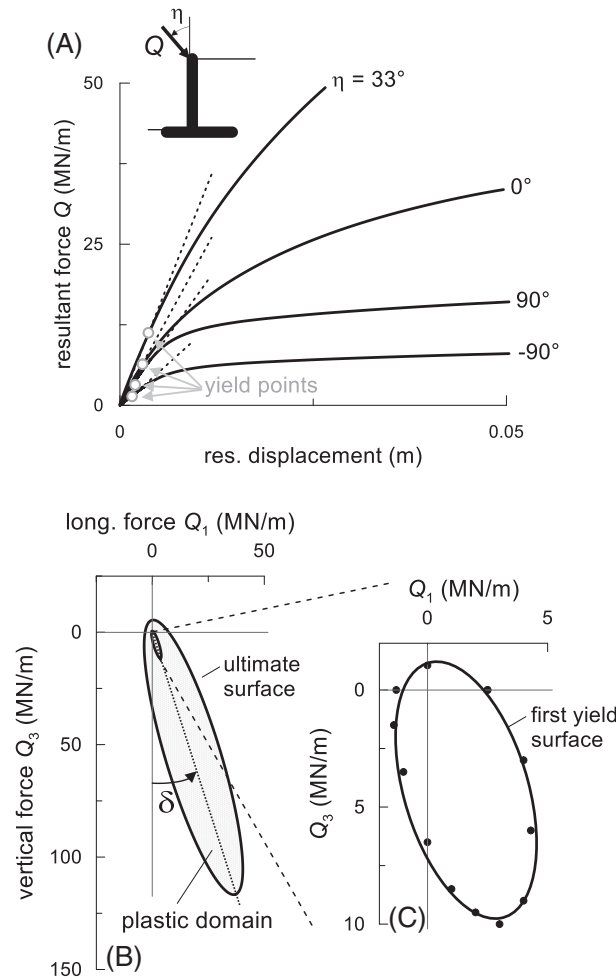 (A)
η
Q
50
η = 33°
0°
25
90°
-90°
yield points
0
0
0.05
resultant force Q (MN/m)
res. displacement (m)
long. force Q1 (MN/m)
0
50
0
50
100
150
vertical force Q3 (MN/m)
ultimate
surface
δ
plastic domain
(B)
Q1 (MN/m)
0
5
0
5
10
Q3 (MN/m)
first yield
surface
(C)